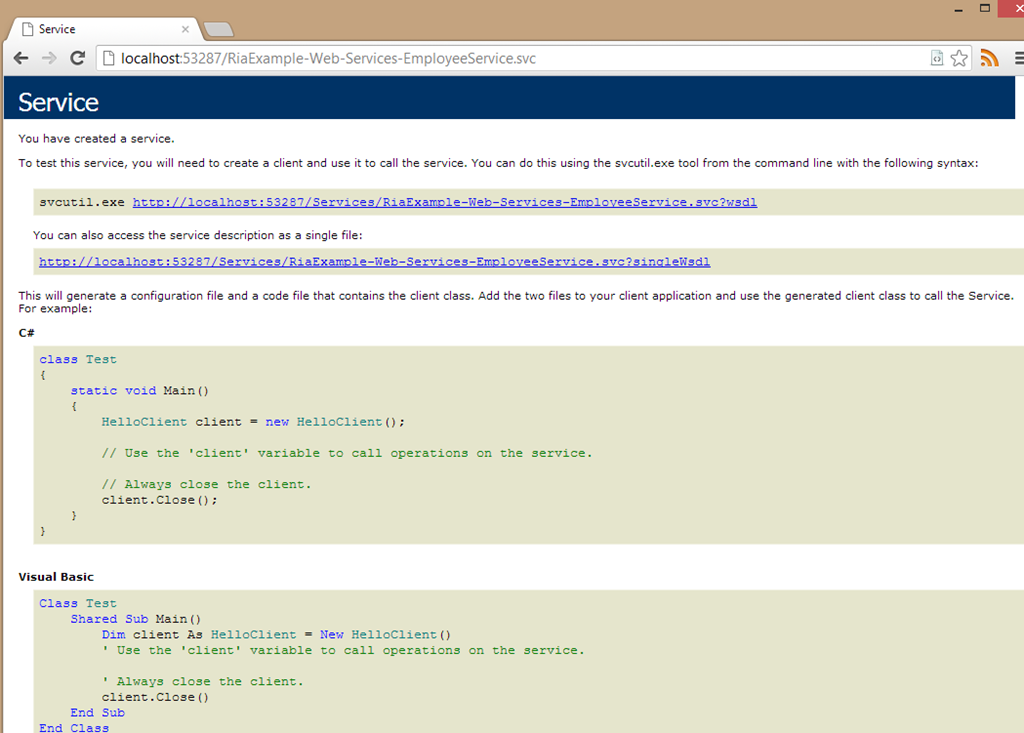 Service
localhost:53287/RiaExample-Web-Services-EmployeeService.svc
Service
You have created a service.
To test this service, you will need to create a client and use it to call the service. You can do this using the svcutil.exe tool from the command line with the following syntax:
svcutil.exe http://localhost:53287/Services/RiaExample-Web-Services-EmployeeService.svc?wsdl
You can also access the service description as a single file:
http://localhost:53287/Services/RiaExample-Web-Services-EmployeeService.svc?singleWsdl
This will generate a configuration file and a code file that contains the client class. Add the two files to your client application and use the generated client class to call the Service.
For example:
C#
class Test
{
static void Main()
{
HelloClient client = new HelloClient();
// Use the 'client' variable to call operations on the service.
// Always close the client.
client.Close();
}
}
Visual Basic
Class Test
Shared Sub Main()
Dim client As HelloClient = New HelloClient()
' Use the 'client' variable to call operations on the service.
' Always close the client.
client.Close()
End Sub
End Class